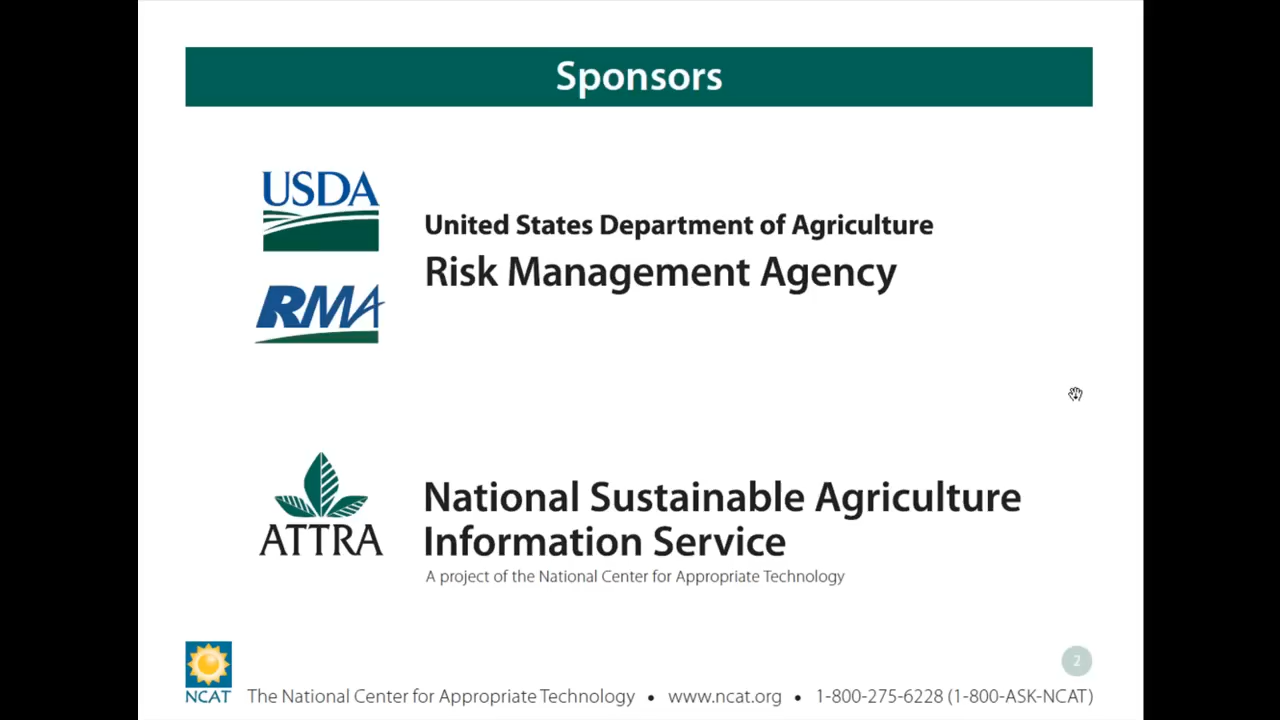 Sponsors
USDA
United States Department of Agriculture
Risk Management Agency
RMA
National Sustainable Agriculture
Information Service
ATTRA
A project of the National Center for Appropriate Technology
2
NCAT
The National Center for Appropriate Technology • www.ncat.org • 1-800-275-6228 (1-800-ASK-NCAT)